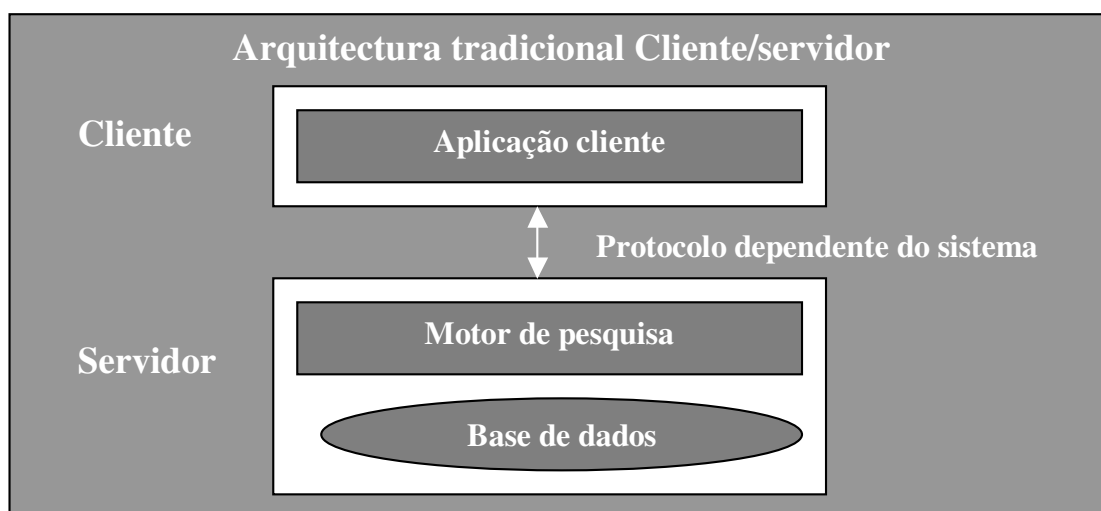 Arquitectura tradicional Cliente/servidor
Cliente
Aplicação cliente
Protocolo dependente do sistema
Motor de pesquisa
Servidor
Base de dados